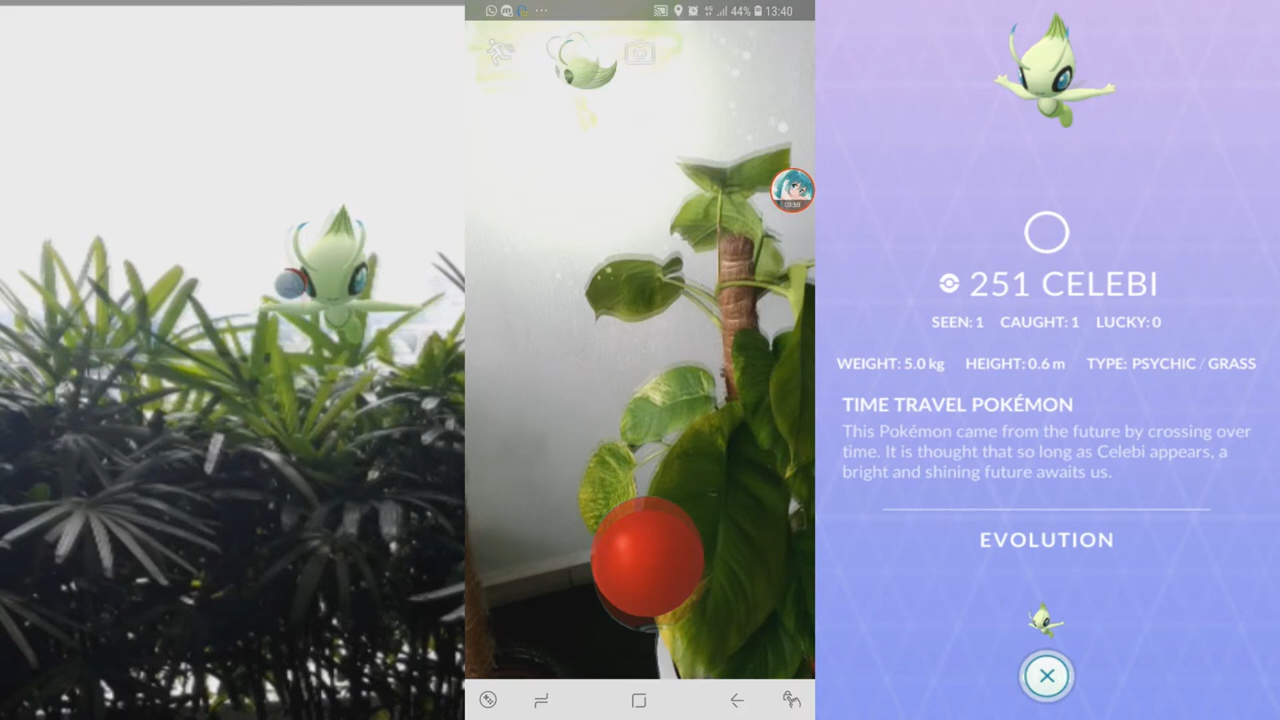 44% 13:40
00:50
251 CELEBI
SEEN: 1 CAUGHT: 1 LUCKY: 0
WEIGHT: 5.0 kg HEIGHT: 0.6 m TYPE: PSYCHIC / GRASS
TIME TRAVEL POKÉMON
This Pokémon came from the future by crossing over
time. It is thought that so long as Celebi appears, a
bright and shining future awaits us.
EVOLUTION